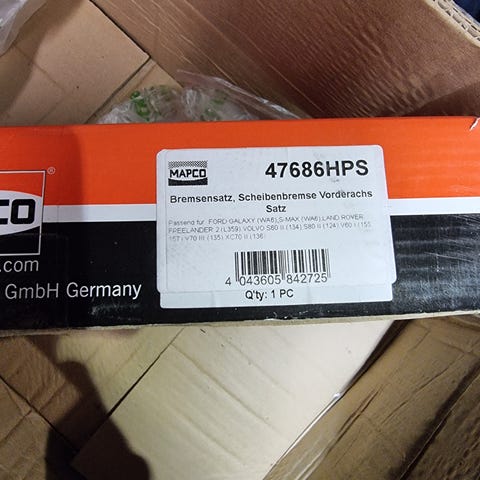 MAPCO
47686HPS
Bremsensatz, Scheibenbremse Vorderachs
Satz
Passend für: FORD GALAXY (WA6),S-MAX (WA6),LAND ROVER
FREELANDER 2 (L359),VOLVO S60 II (134) S80 II (124) V60 I (155
157) V70 III (135) XC70 II (136)
4 043605 842725
Q'ty: 1 PC
CO
®
.com
GmbH Germany